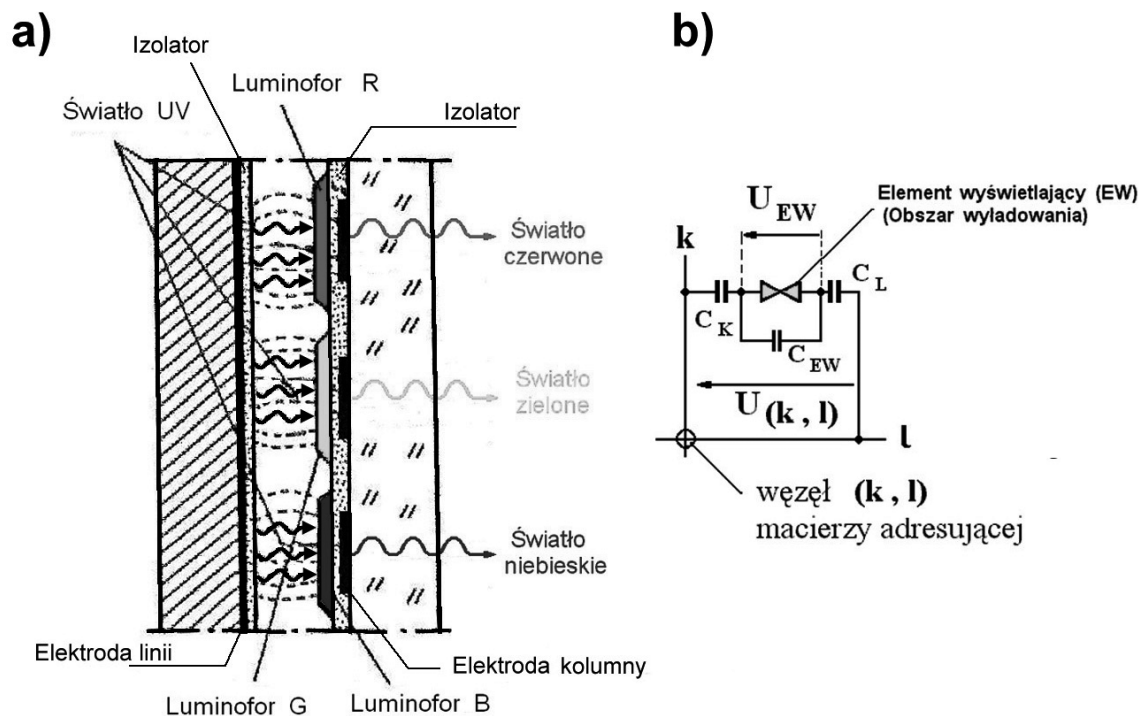 a)
Izolator
Luminofor R
Światło UV
Izolator
Światło
czerwone
Światło
zielone
Światło
niebieskie
Elektroda linii
Elektroda kolumny
Luminofor G
Luminofor B
b)
Element wyświetlający (EW)
(Obszar wyładowania)
U EW
k
C L
C K
C EW
U (k , l)
l
węzęł (k , l)
macierzy adresującej